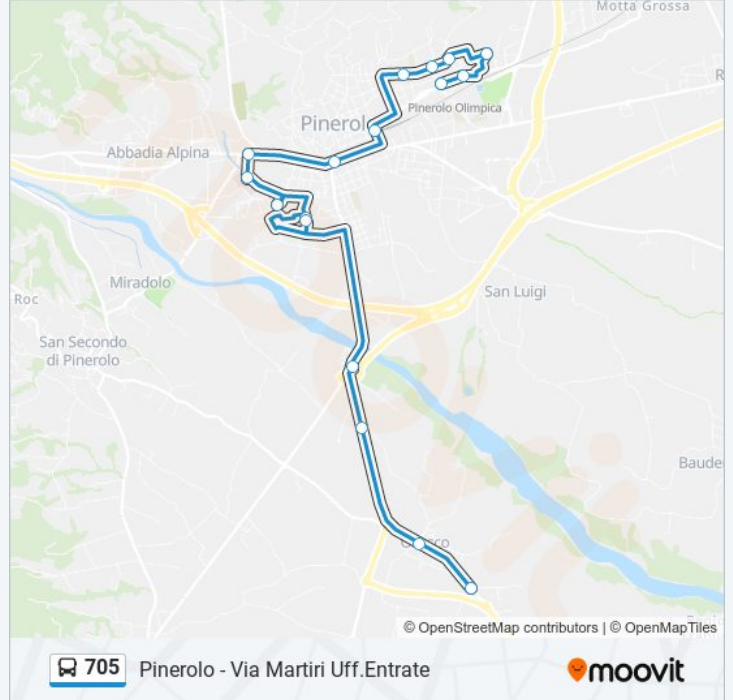 Motta Grossa
R
Pinerolo Olimpica
Pinerol
Abbadia Alpina
Miradolo
San Luigi
Roc
San Secondo
di Pinerolo
Baude
© OpenStreetMap contributors | © OpenMapTiles
705 Pinerolo - Via Martiri Uff.Entrate moovit